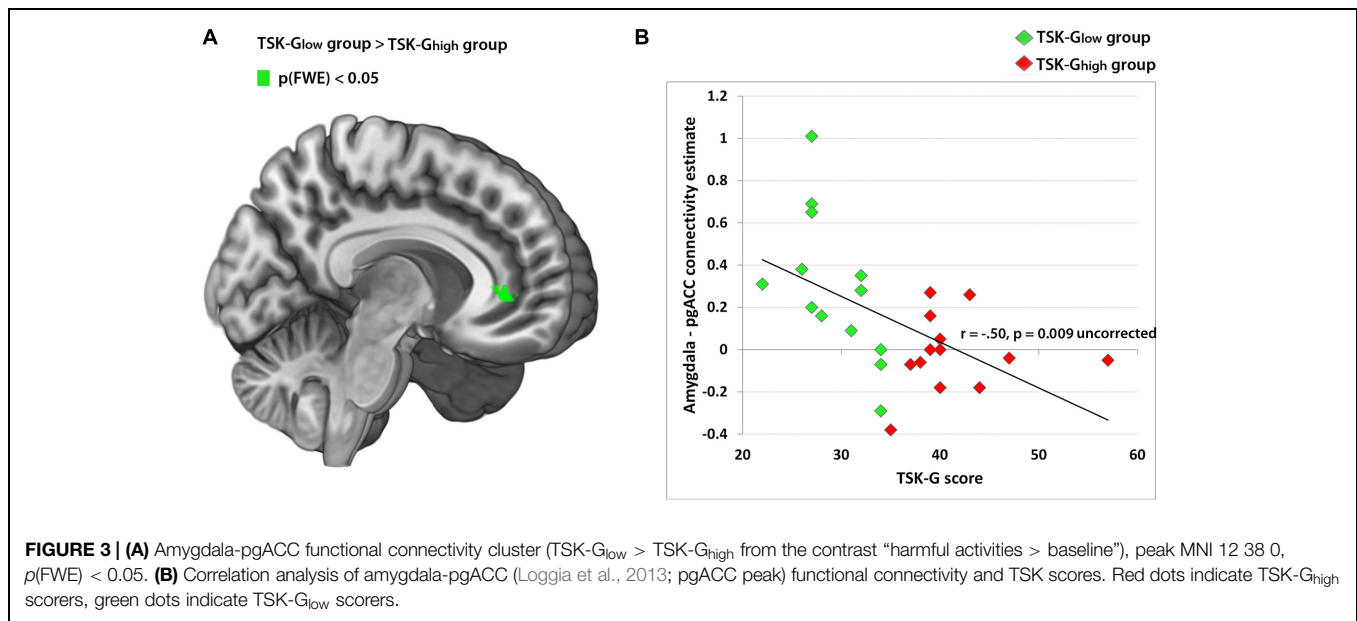 A
TSK-Glow group > TSK-Ghigh group
p(FWE) < 0.05
B
TSK-Glow group
TSK-Ghigh group
1.2
1
0.8
0.6
0.4
0.2
0
-0.2
-0.4
Amygdala - pgACC connectivity estimate
r = -.50, p = 0.009 uncorrected
20 30 40 50 60
TSK-G score
FIGURE 3 | (A) Amygdala-pgACC functional connectivity cluster (TSK-Glow > TSK-Ghigh from the contrast “harmful activities > baseline”), peak MNI 12 38 0,
p(FWE) < 0.05. (B) Correlation analysis of amygdala-pgACC (Loggia et al., 2013; pgACC peak) functional connectivity and TSK scores. Red dots indicate TSK-Ghigh
scorers, green dots indicate TSK-Glow scorers.